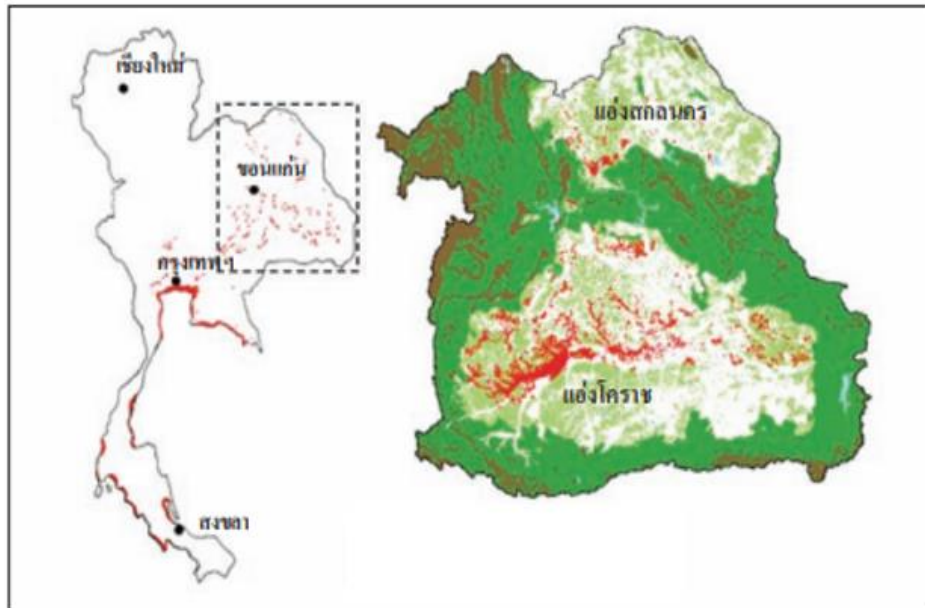 เชียงใหม่
ขอนแก่น
กรุงเทพฯ
สงขลา
แอ่งสกลนคร
แอ่งโคราช